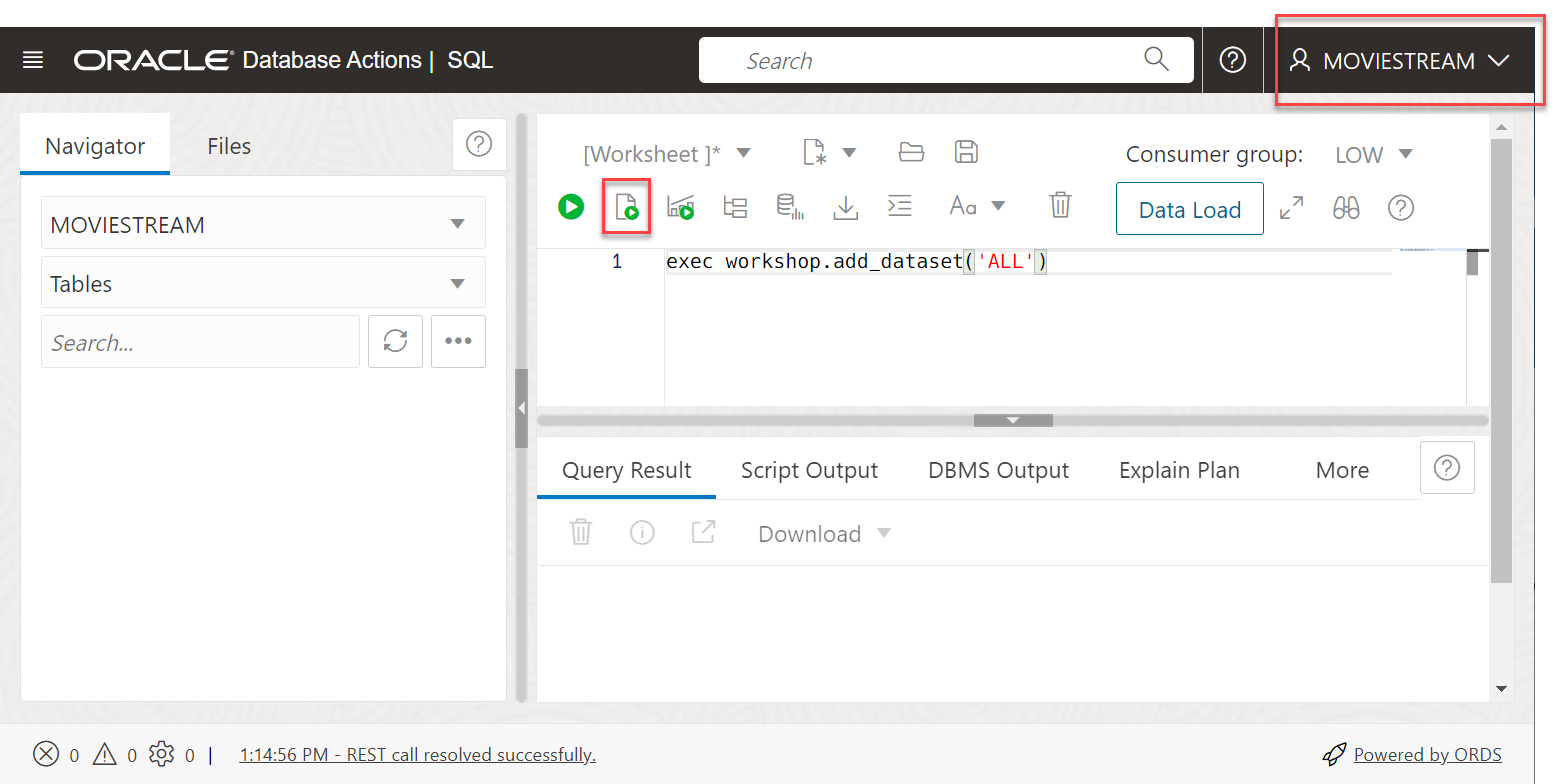 ORACLE® Database Actions | SQL
Search
MOVIESTREAM
Navigator
Files
MOVIESTREAM
Tables
Search...
[Worksheet ]*
Consumer group: LOW
Aa
Data Load
1 exec workshop.add_dataset('ALL')
Query Result
Script Output
DBMS Output
Explain Plan
More
Download
0
0
0 | 1:14:56 PM - REST call resolved successfully.
Powered by ORDS